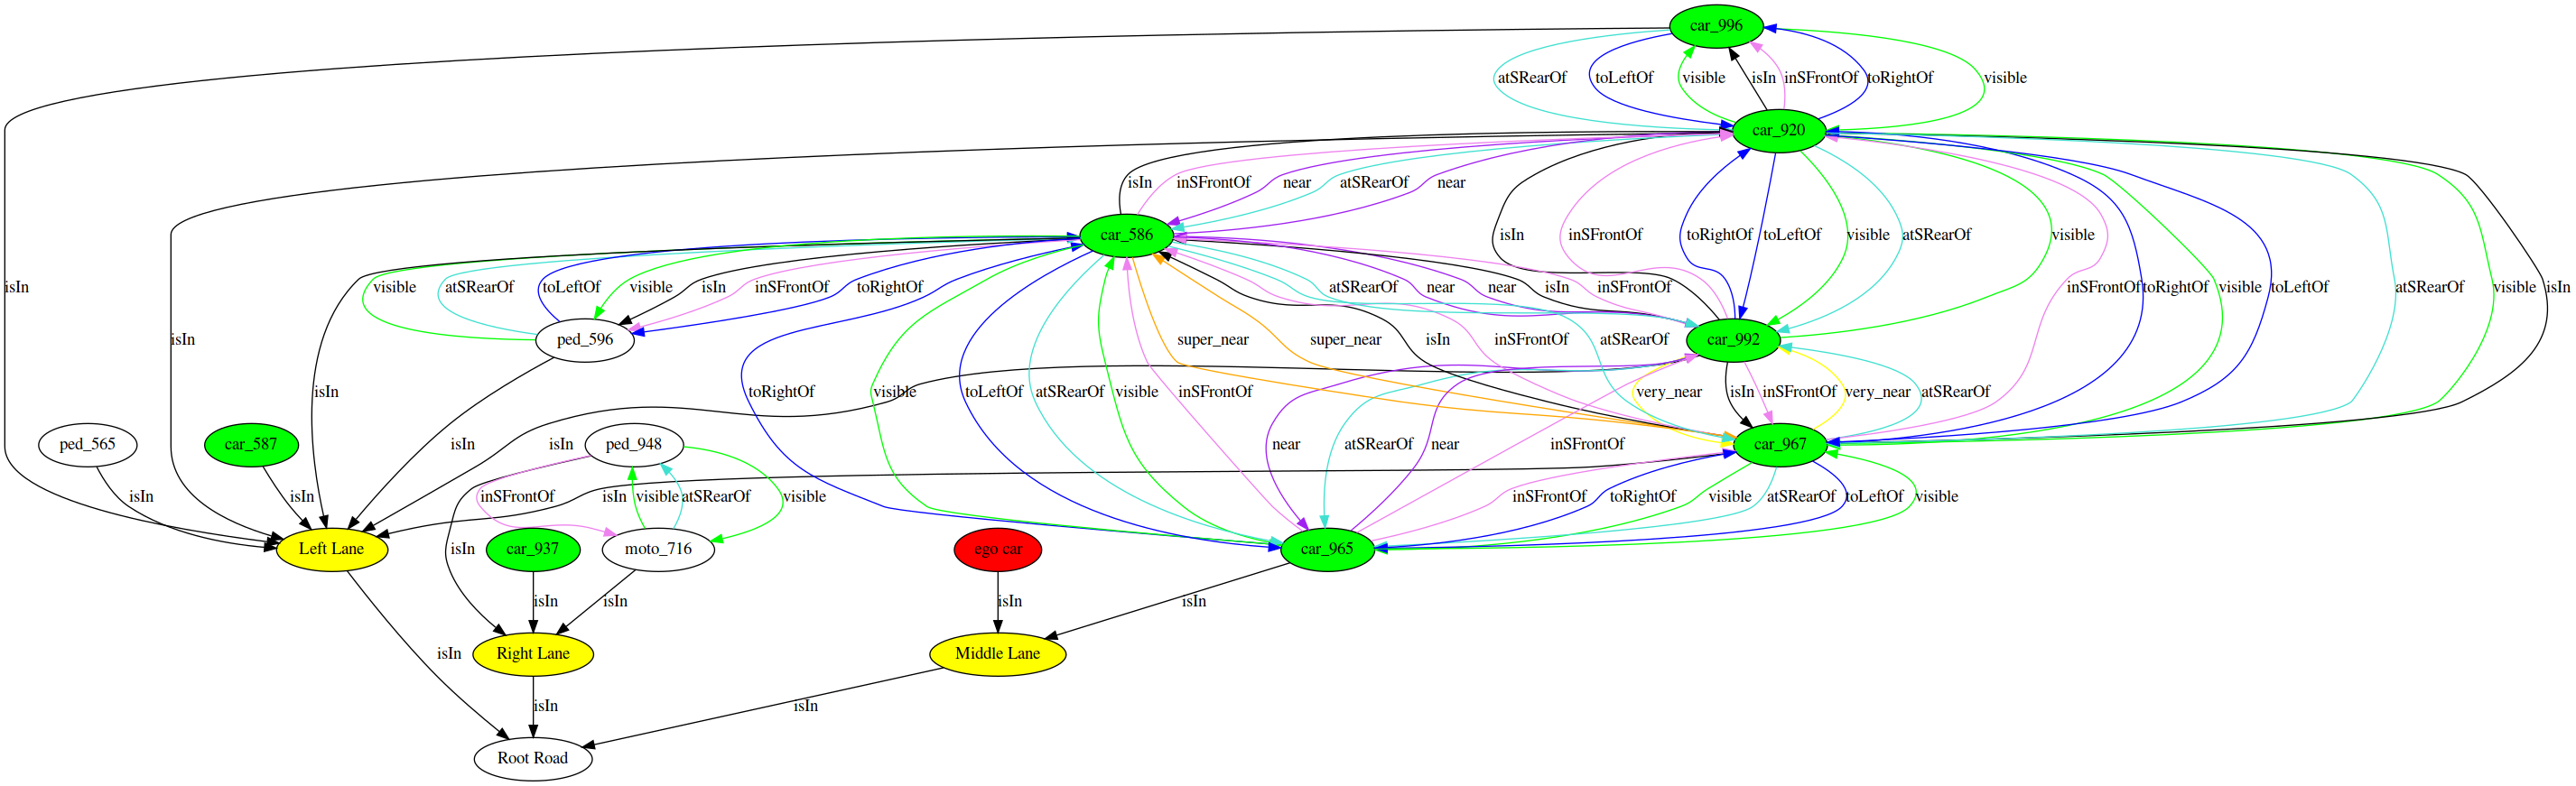 car_996
atSRearOf toLeftOf visible isIn inSFrontOf toRightOf visible
car_920
isIn inSFrontOf near atSRearOf near
car_586 isIn inSFrontOf toRightOf toLeftOf visible atSRearOf visible
isIn visible atSRearOf toLeftOf visible isIn inSFrontOf toRightOf atSRearOf near near isIn inSFrontOf inSFrontOf toRightOf visible toLeftOf atSRearOf visible isIn
isIn ped_596 super_near super_near isIn inSFrontOf atSRearOf car_992
isIn toRightOf visible toLeftOf atSRearOf visible inSFrontOf very_near isIn inSFrontOf very_near atSRearOf
ped_565 car_587 isIn isIn ped_948 near atSRearOf near inSFrontOf car_967
isIn isIn inSFrontOf isIn visible atSRearOf visible inSFrontOf toRightOf visible atSRearOf toLeftOf visible
Left Lane isIn car_937 moto_716 ego car car_965
isIn isIn isIn isIn
isIn Right Lane Middle Lane
isIn isIn
Root Road